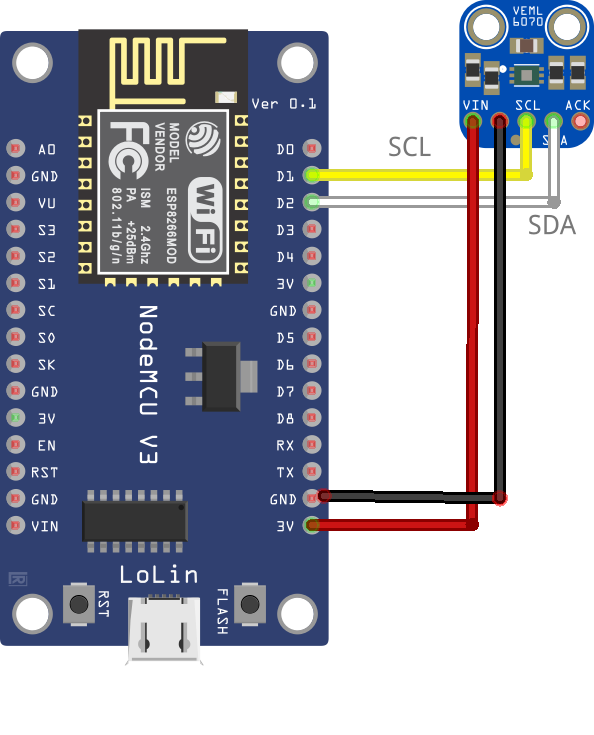 VEML
6070
VIN
SCL
ACK
Ver 0.1
SCL
SDA
A0
GND
VU
S3
S2
S1
SC
S0
SK
GND
3V
EN
RST
GND
VIN
D0
D1
D2
D3
D4
3V
GND
D5
D6
D7
D8
RX
TX
GND
3V
MODEL
VENDOR
ESP8266MOD
FC
Wi Fi
ISM 2.4Ghz
PA +25dBm
802.11b/g/n
NodeMCU V3
LoLin
RST
FLASH